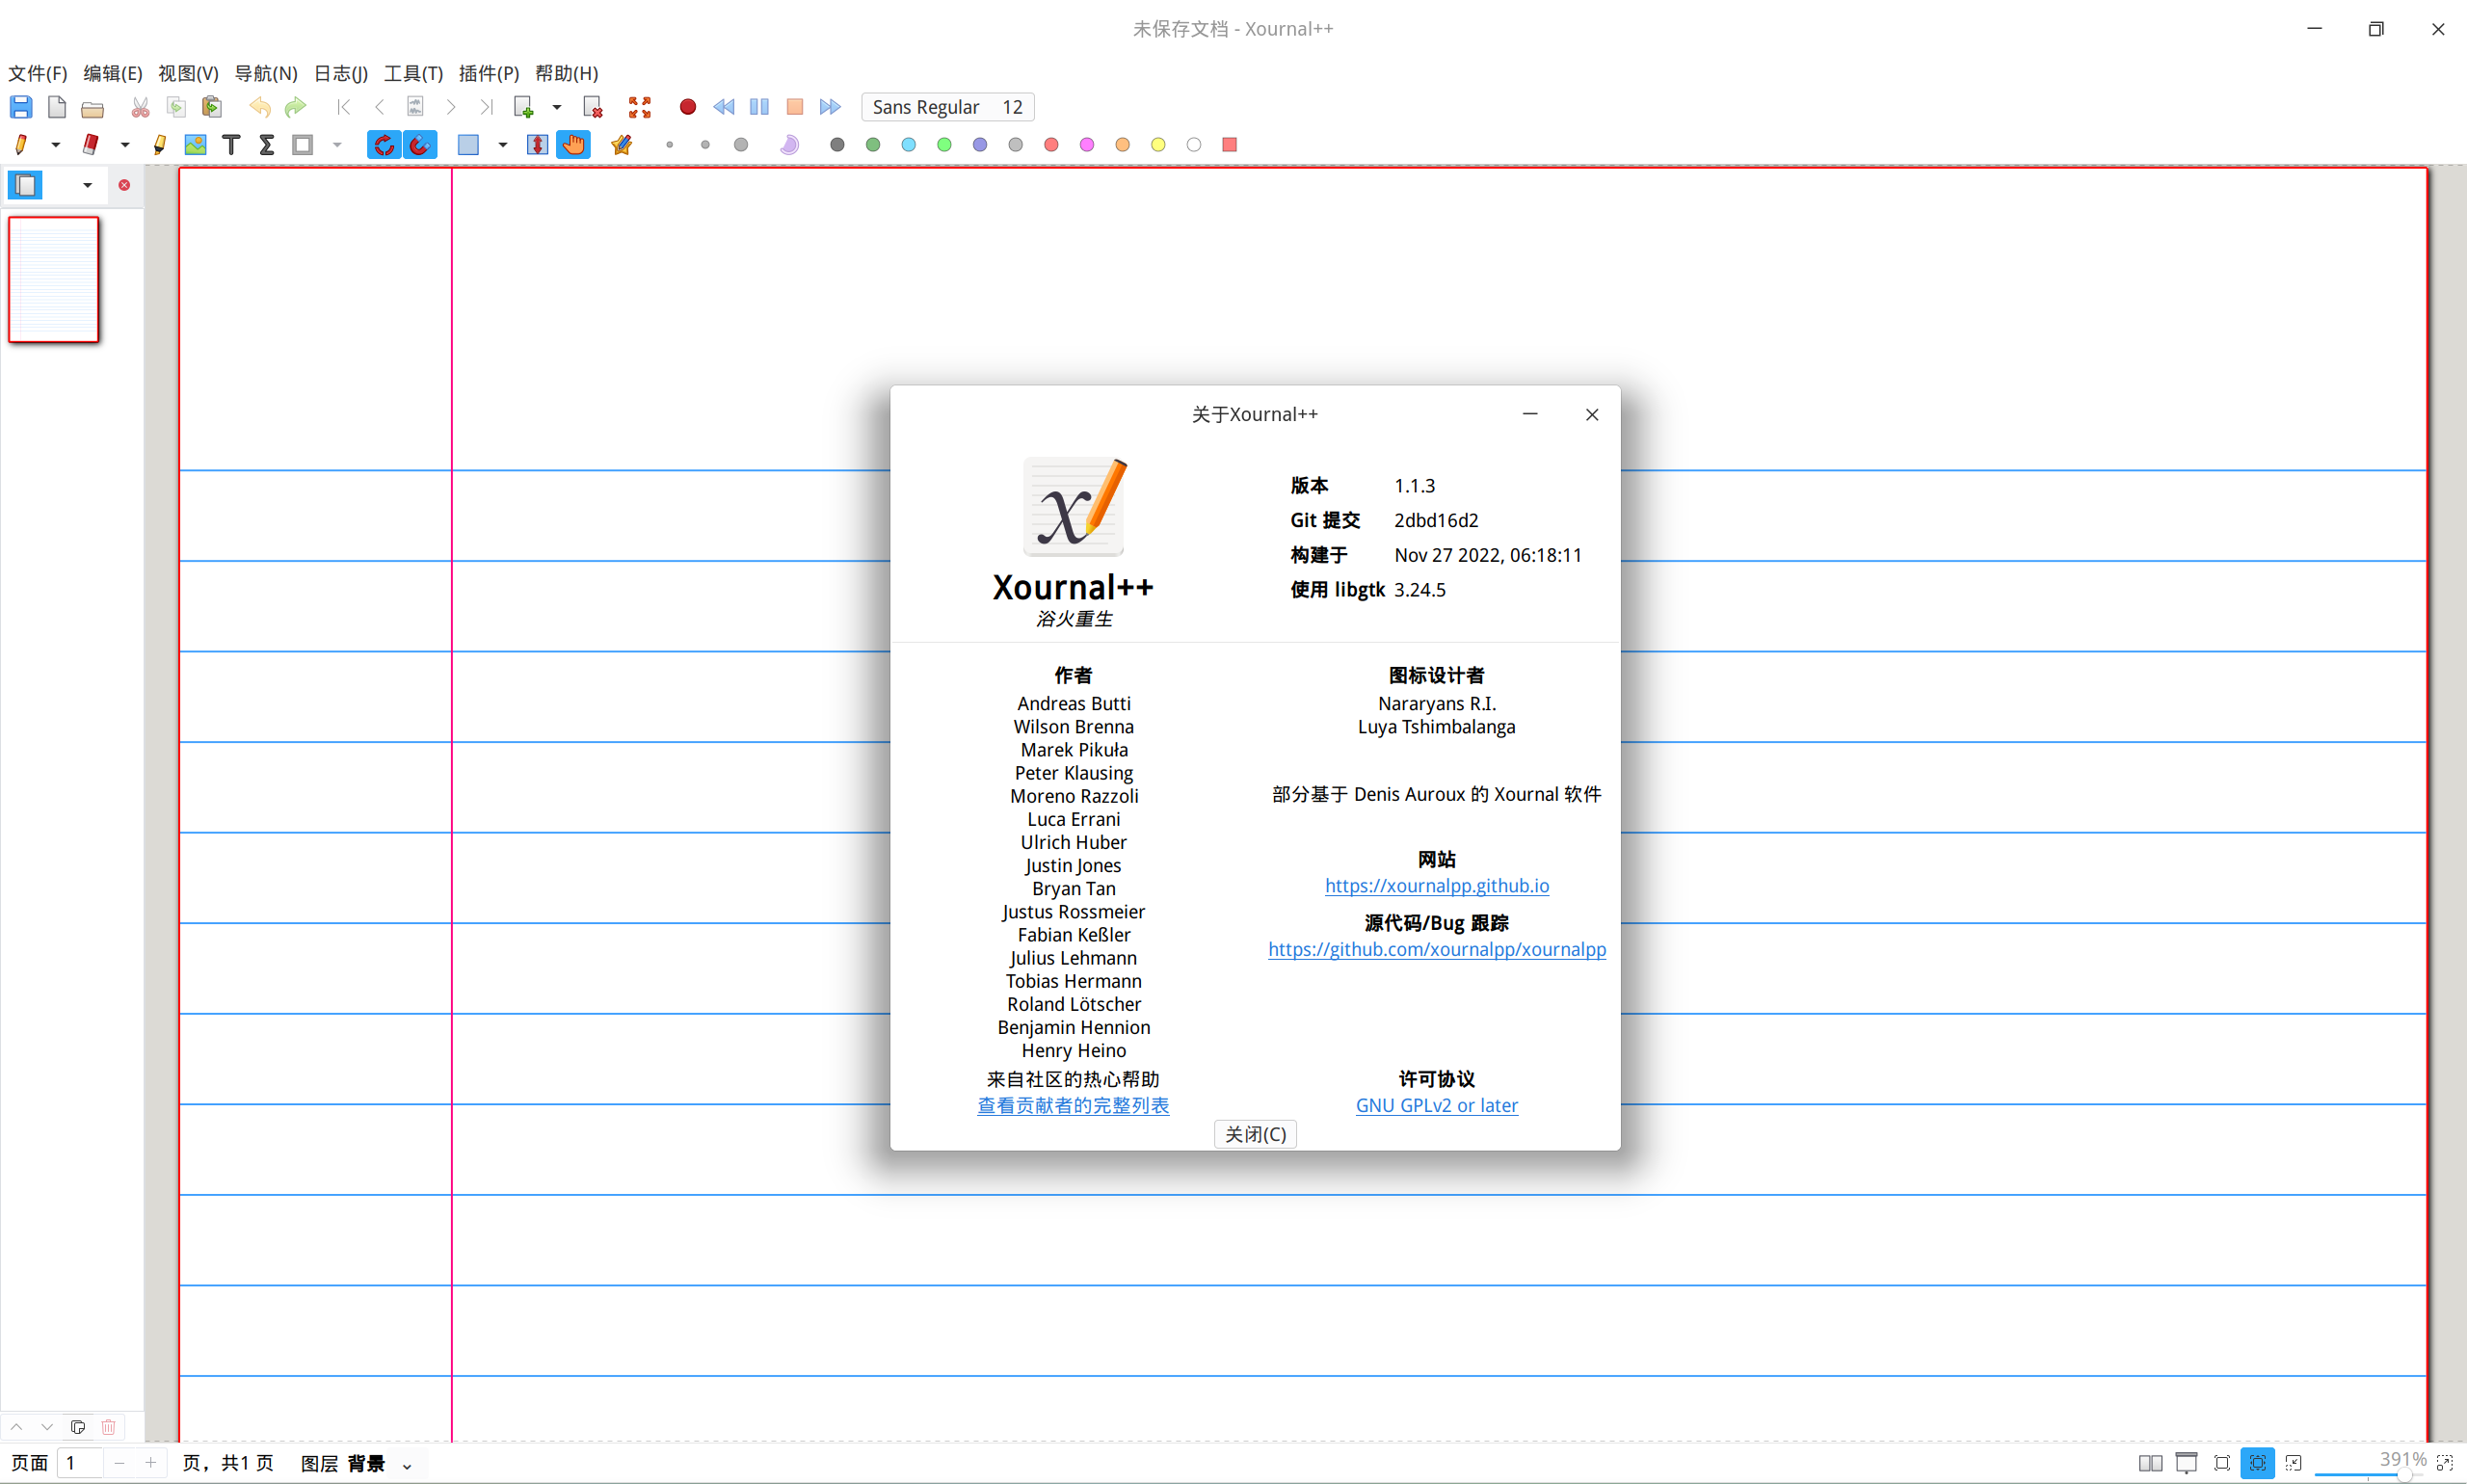 未保存文档 - Xournal++
文件(F) 编辑(E) 视图(V) 导航(N) 日志(J) 工具(T) 插件(P) 帮助(H)
Sans Regular 12
关于Xournal++
Xournal++
浴火重生
版本 1.1.3
Git 提交 2dbd16d2
构建于 Nov 27 2022, 06:18:11
使用 libgtk 3.24.5
作者
Andreas Butti
Wilson Brenna
Marek Pikuła
Peter Klausing
Moreno Razzoli
Luca Errani
Ulrich Huber
Justin Jones
Bryan Tan
Justus Rossmeier
Fabian Keßler
Julius Lehmann
Tobias Hermann
Roland Lötscher
Benjamin Hennion
Henry Heino
来自社区的热心帮助
查看贡献者的完整列表
图标设计者
Nararyans R.I.
Luya Tshimbalanga
部分基于 Denis Auroux 的 Xournal 软件
网站
https://xournalpp.github.io
源代码/Bug 跟踪
https://github.com/xournalpp/xournalpp
许可协议
GNU GPLv2 or later
关闭(C)
页面 1 页，共1 页 图层 背景
391%